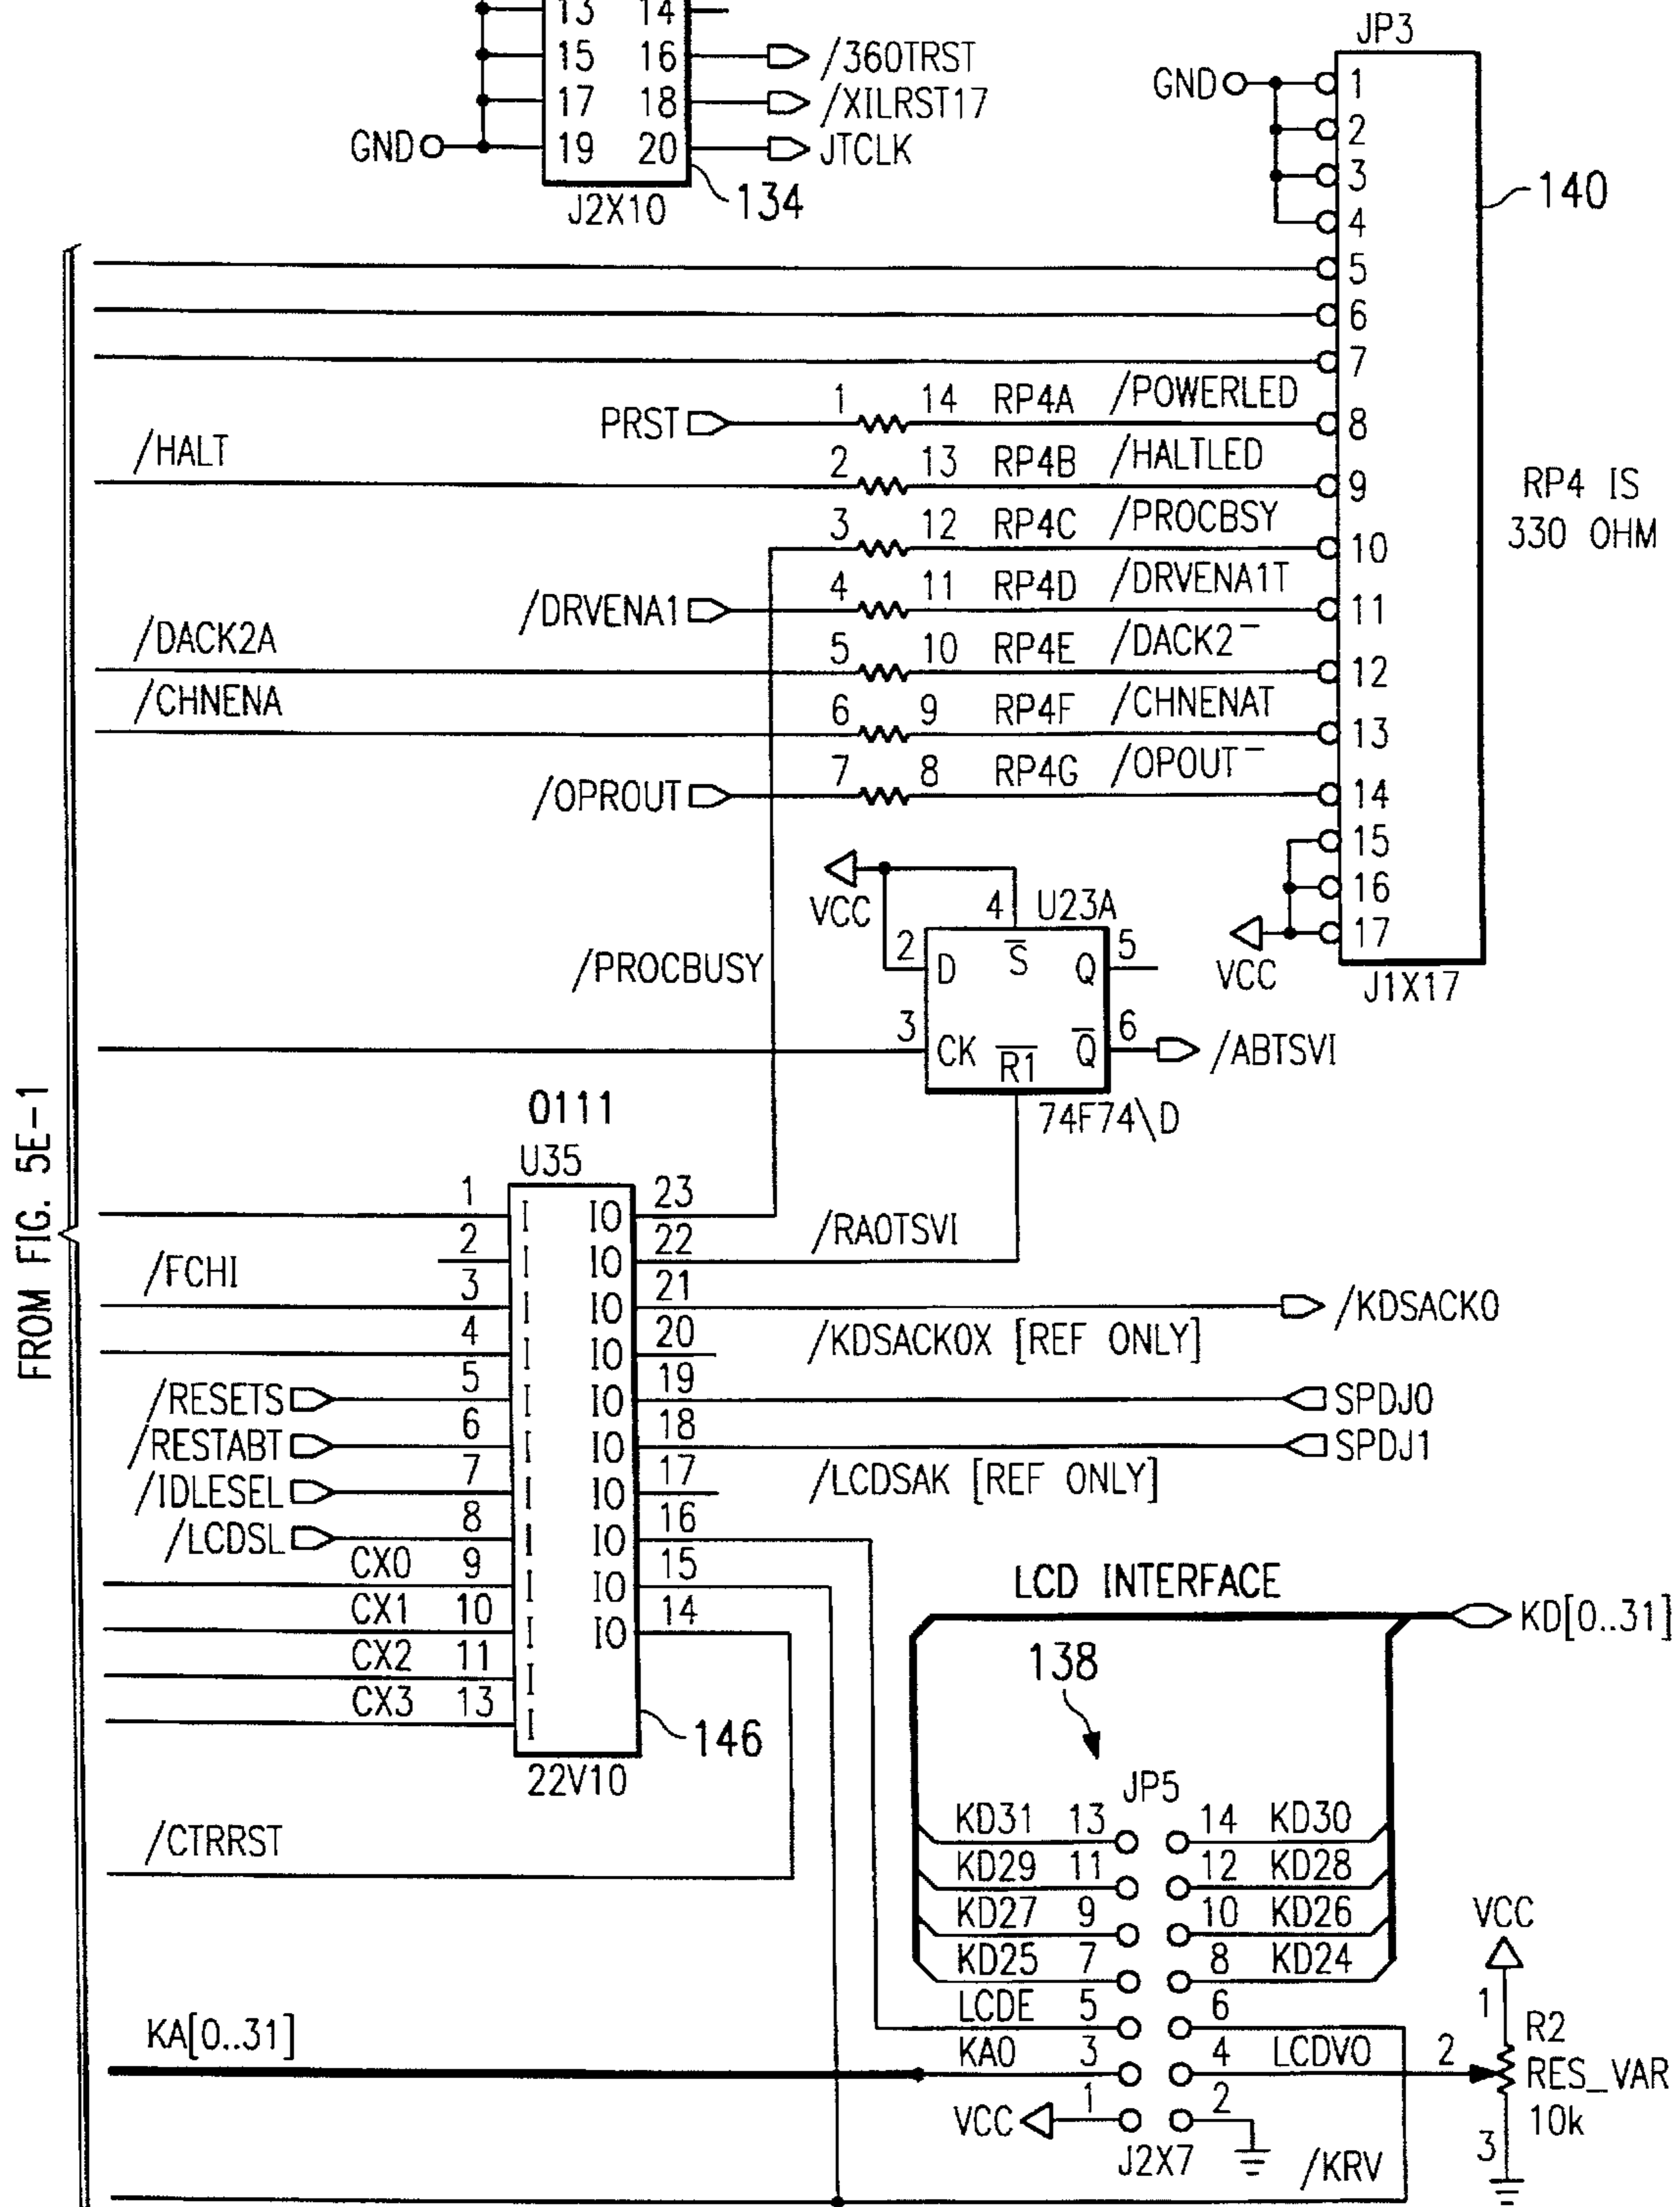 13 14
15 16 /360TRST
17 18 /XILRST17
GND 19 20 JTCLK
J2X10
134
JP3
GND 1
2
3
4
140
5
6
7
PRST 1 14 RP4A /POWERLED 8
/HALT 2 13 RP4B /HALTLED 9
RP4 IS
330 OHM
3 12 RP4C /PROCBSY 10
/DRVENA1 4 11 RP4D /DRVENA1T 11
/DACK2A 5 10 RP4E /DACK2¯ 12
/CHNENA 6 9 RP4F /CHNENAT 13
/OPROUT 7 8 RP4G /OPOUT¯ 14
15
16
17
VCC
J1X17
VCC
4 U23A
2 D S̅ Q 5
3 CK R̅1̅ Q̅ 6 /ABTSVI
74F74\D
/PROCBUSY
FROM FIG. 5E-1
0111
U35
1 I IO 23
2 I IO 22 /RAOTSVI
/FCHI 3 I IO 21 /KDSACK0
4 I IO 20 /KDSACK0X [REF ONLY]
/RESETS 5 I IO 19 SPDJ0
/RESTABT 6 I IO 18 SPDJ1
/IDLESEL 7 I IO 17 /LCDSAK [REF ONLY]
/LCDSL 8 I IO 16
CX0 9 I IO 15
CX1 10 I IO 14
CX2 11 I
CX3 13 I
146
22V10
/CTRRST
LCD INTERFACE
KD[0..31]
138
JP5
KD31 13 14 KD30
KD29 11 12 KD28
KD27 9 10 KD26
KD25 7 8 KD24
LCDE 5 6
KA[0..31]
KA0 3 4 LCDVO 2
VCC 1 2
J2X7
/KRV
VCC
1
R2
RES_VAR
10k
3